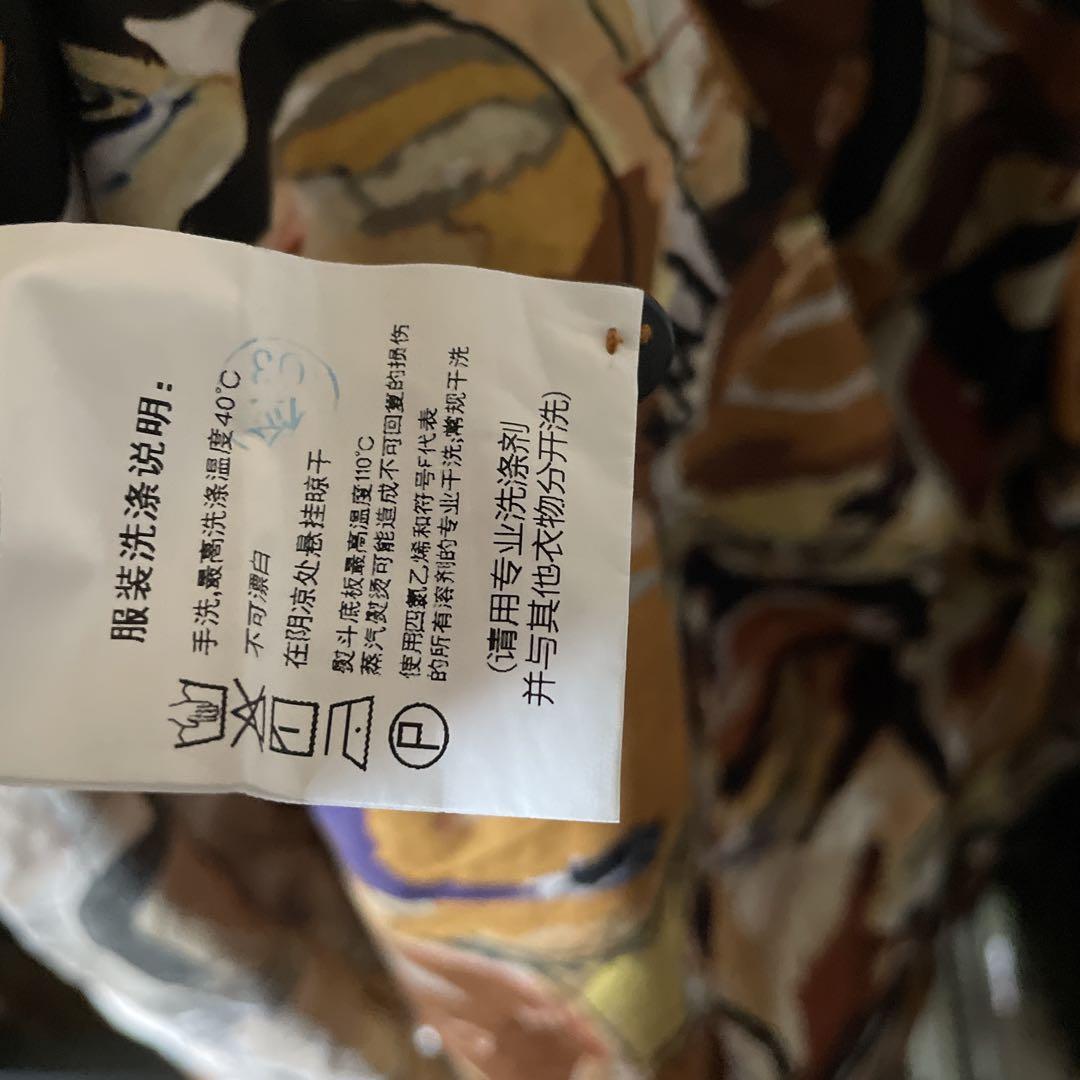 服装洗涤说明：
手洗,最高洗涤温度40℃
不可漂白
在阴凉处悬挂晾干
熨斗底板最高温度110℃
蒸汽熨烫可能造成不可回复的损伤
使用四氯乙烯和符号F代表
的所有溶剂的专业干洗;常规干洗
P
(请用专业洗涤剂
并与其他衣物分开洗)